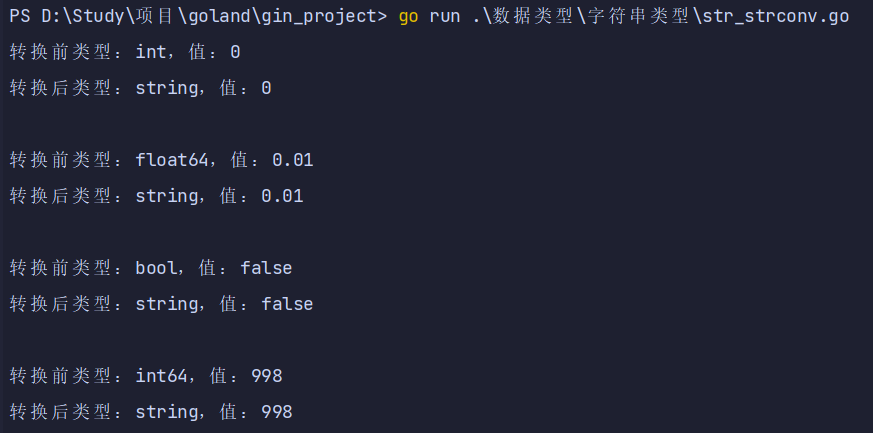 PS D:\Study\项目\goland\gin_project> go run .\数据类型\字符串类型\str_strconv.go
转换前类型：int，值：0
转换后类型：string，值：0
转换前类型：float64，值：0.01
转换后类型：string，值：0.01
转换前类型：bool，值：false
转换后类型：string，值：false
转换前类型：int64，值：998
转换后类型：string，值：998